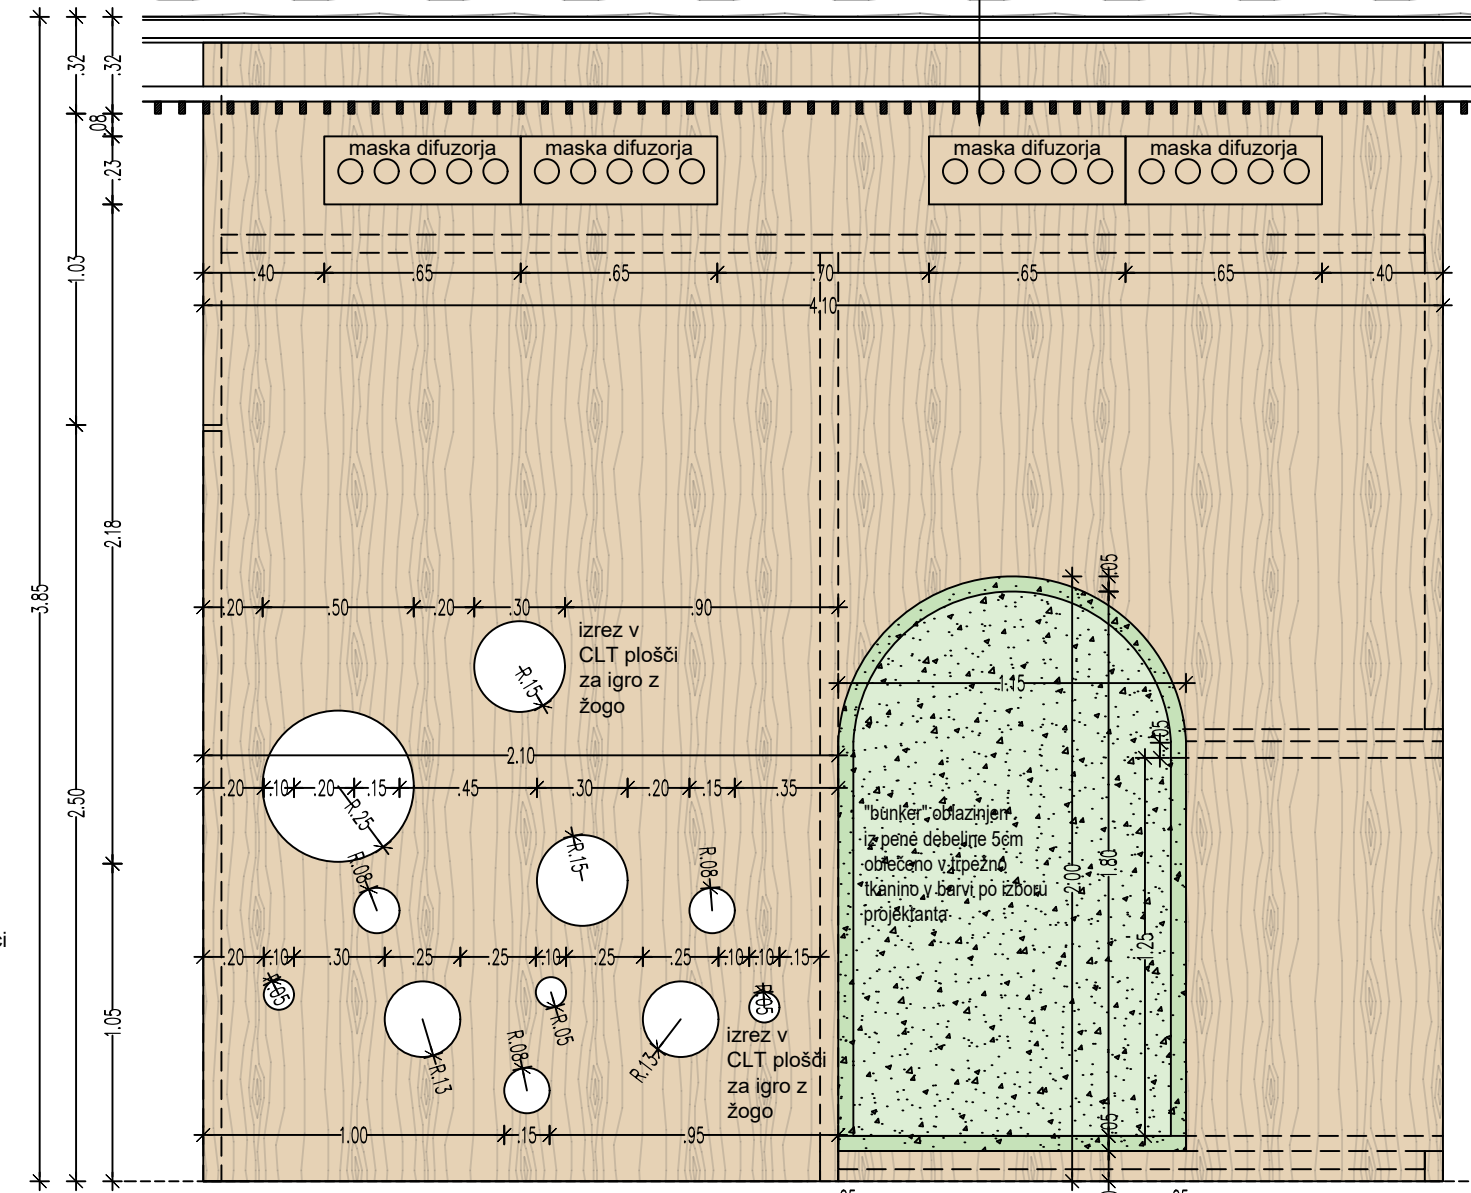 .32
.32
.08
.23
maska difuzorja
maska difuzorja
maska difuzorja
maska difuzorja
.40
.65
.65
.70
.65
.65
.40
4.10
1.03
2.18
3.85
.20
.50
.20
.30
.90
.05
izrez v
CLT plošči
za igro z
žogo
R.15
1.15
2.10
.05
.20
.10
.20
.15
.45
.30
.20
.15
.35
R.25
2.50
"bunker" oblazinjen
iz pene debeline 5cm
oblečeno v trpežno
tkanino v barvi po izboru
projektanta
R.08
R.15
R.08
2.00
1.80
1.25
či
.20
.10
.30
.25
.25
.10
.25
.25
.10
.10
.15
R.05
R.05
R.05
1.05
R.13
R.08
R.13
izrez v
CLT plošči
za igro z
žogo
.05
1.00
.15
.95